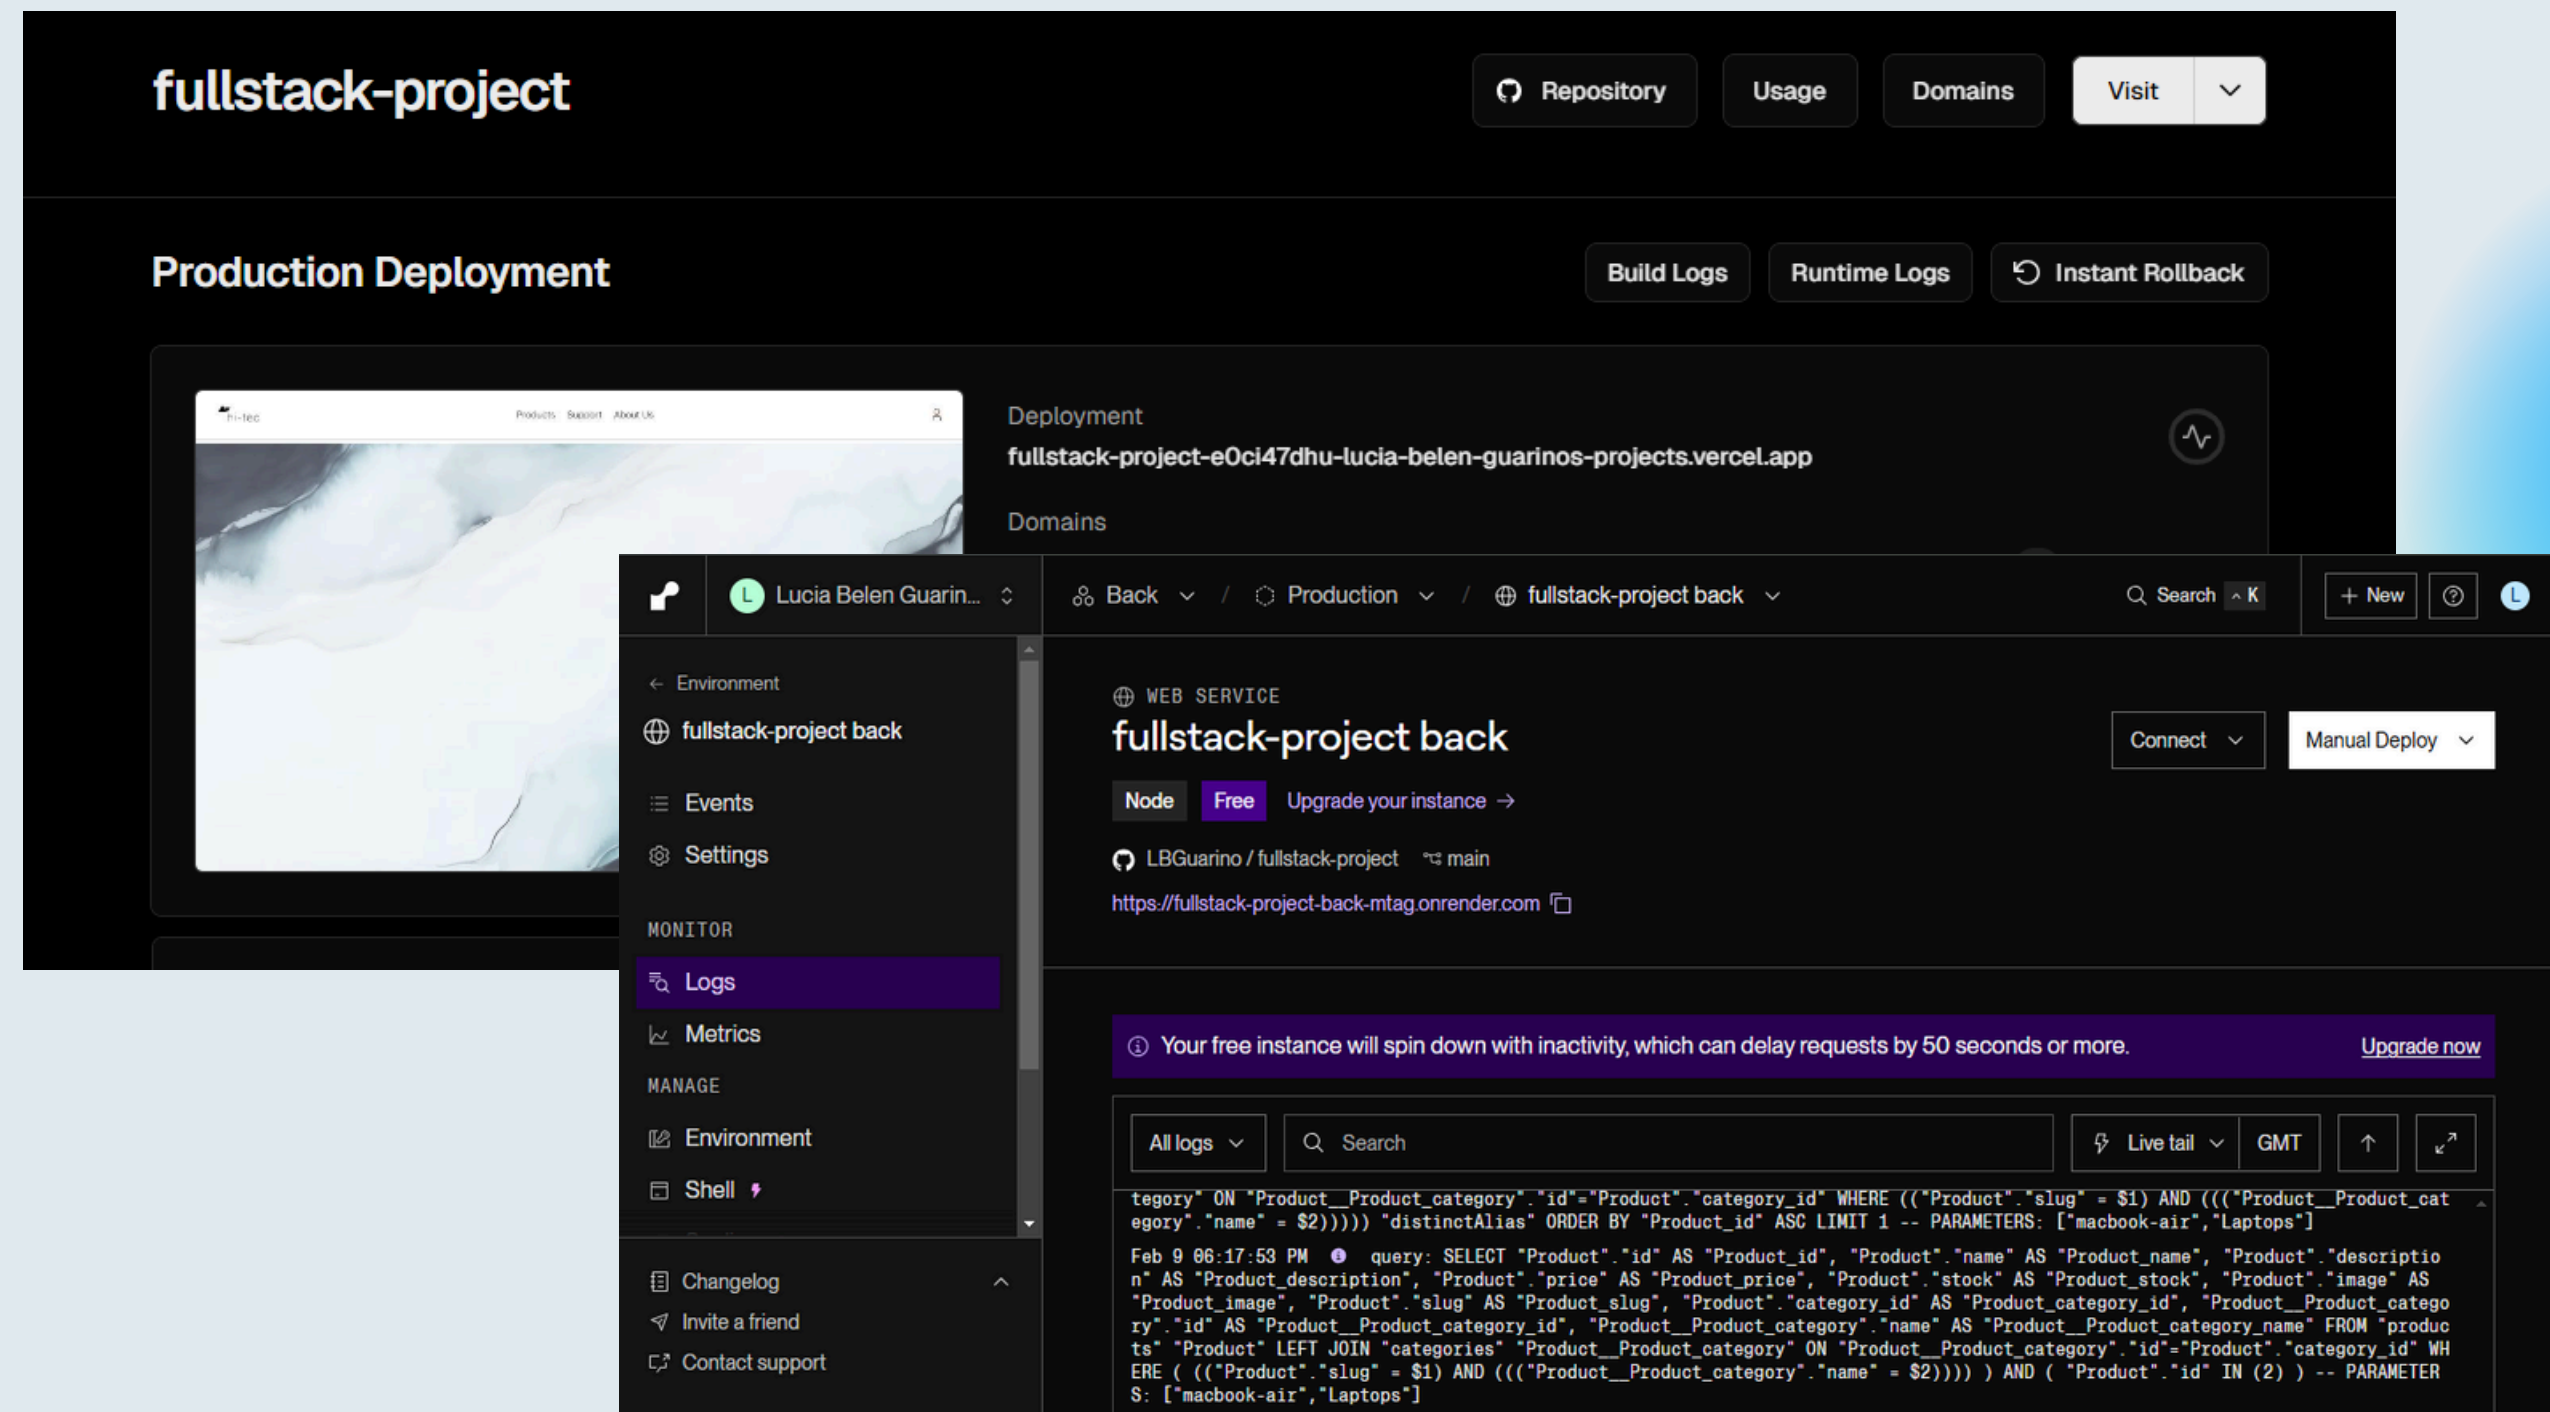 fullstack-project
Repository
Usage
Domains
Visit
Production Deployment
Build Logs
Runtime Logs
Instant Rollback
hi-tec
Products Support About Us
Deployment
fullstack-project-e0ci47dhu-lucia-belen-guarinos-projects.vercel.app
Domains
L Lucia Belen Guarin...
Back / Production / fullstack-project back
Search ^ K
+ New
L
← Environment
fullstack-project back
Events
Settings
MONITOR
Logs
Metrics
MANAGE
Environment
Shell
Changelog
Invite a friend
Contact support
WEB SERVICE
fullstack-project back
Connect
Manual Deploy
Node Free Upgrade your instance →
LBGuarino / fullstack-project main
https://fullstack-project-back-mtag.onrender.com
Your free instance will spin down with inactivity, which can delay requests by 50 seconds or more.
Upgrade now
All logs
Search
Live tail
GMT
tegory" ON "Product__Product_category"."id"="Product"."category_id" WHERE (("Product"."slug" = $1) AND ((("Product__Product_cat
egory"."name" = $2))))) "distinctAlias" ORDER BY "Product_id" ASC LIMIT 1 -- PARAMETERS: ["macbook-air","Laptops"]
Feb 9 06:17:53 PM query: SELECT "Product"."id" AS "Product_id", "Product"."name" AS "Product_name", "Product"."descriptio
n" AS "Product_description", "Product"."price" AS "Product_price", "Product"."stock" AS "Product_stock", "Product"."image" AS
"Product_image", "Product"."slug" AS "Product_slug", "Product"."category_id" AS "Product_category_id", "Product__Product_catego
ry"."id" AS "Product__Product_category_id", "Product__Product_category"."name" AS "Product__Product_category_name" FROM "produc
ts" "Product" LEFT JOIN "categories" "Product__Product_category" ON "Product__Product_category"."id"="Product"."category_id" WH
ERE ( (("Product"."slug" = $1) AND ((("Product__Product_category"."name" = $2)))) ) AND ( "Product"."id" IN (2) ) -- PARAMETER
S: ["macbook-air","Laptops"]